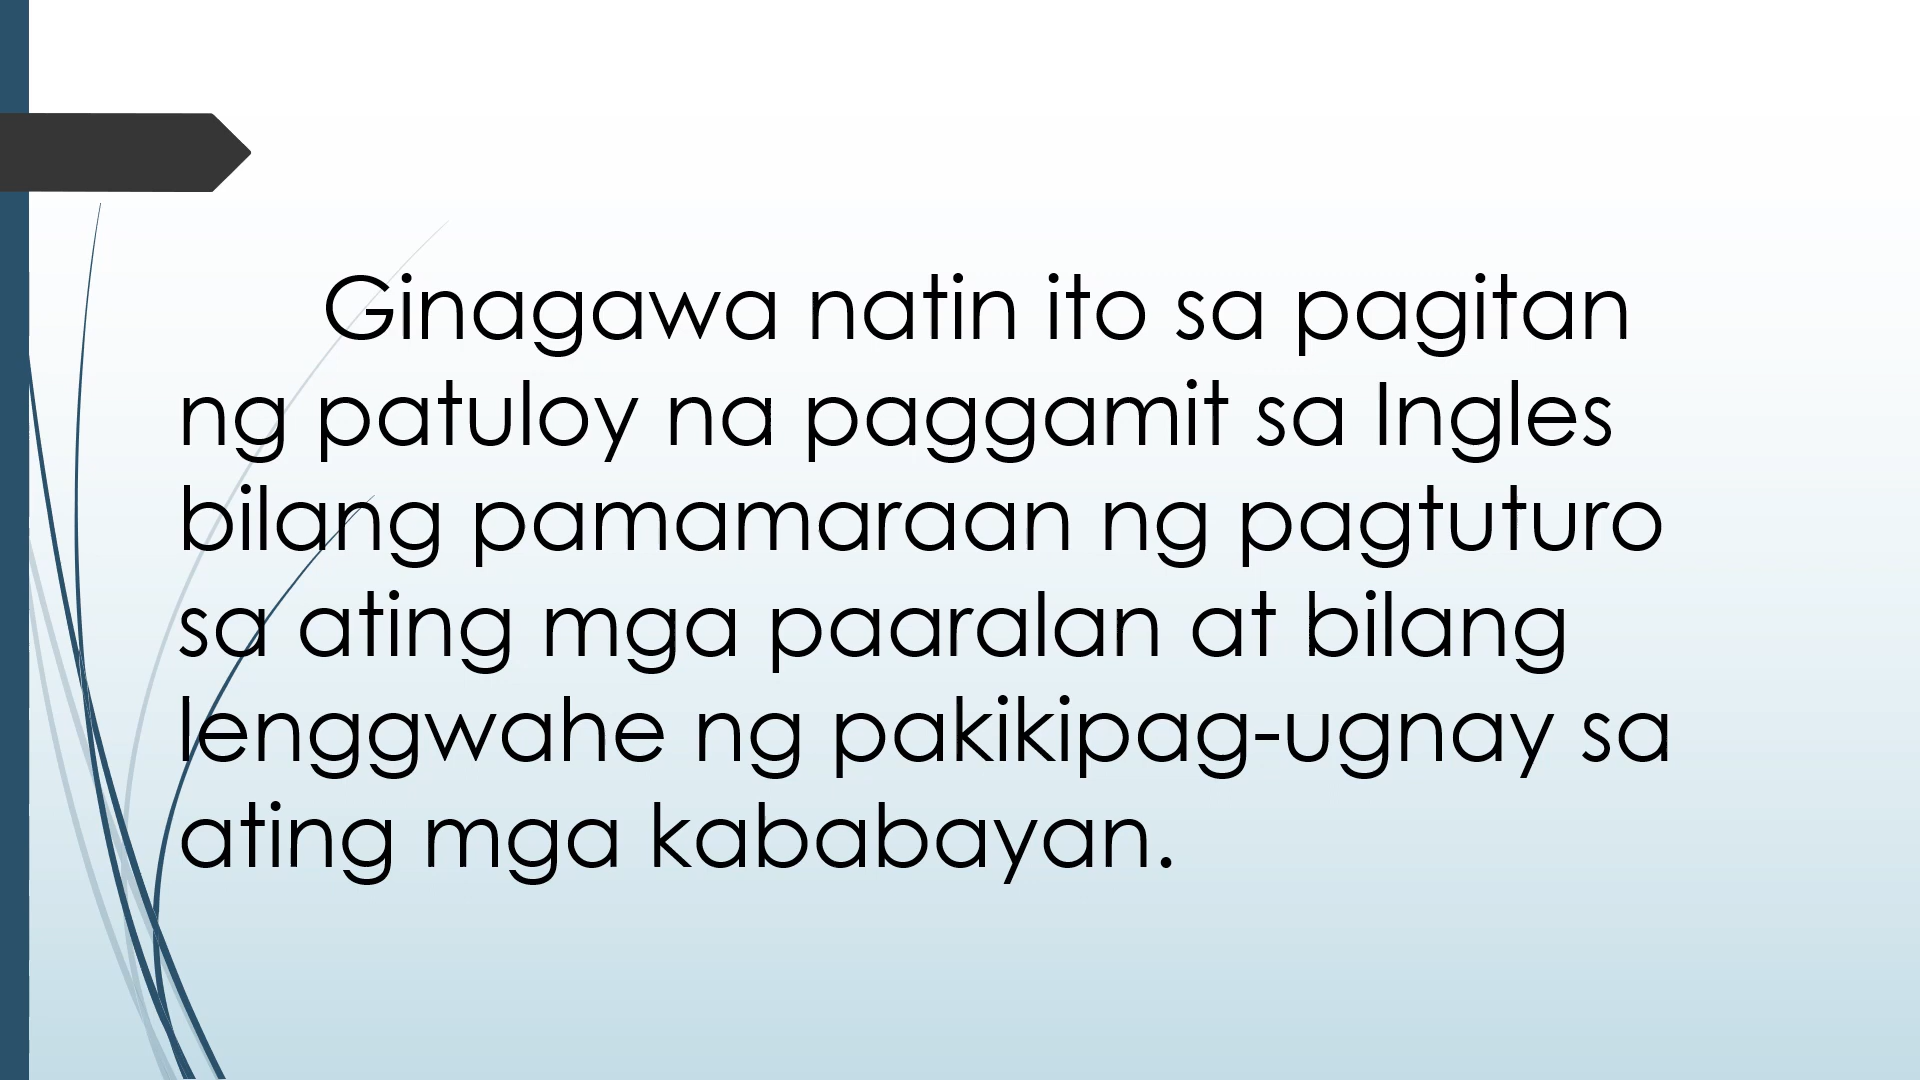 Ginagawa natin ito sa pagitan
ng patuloy na paggamit sa Ingles
bilang pamamaraan ng pagtuturo
sa ating mga paaralan at bilang
lenggwahe ng pakikipag-ugnay sa
ating mga kababayan.